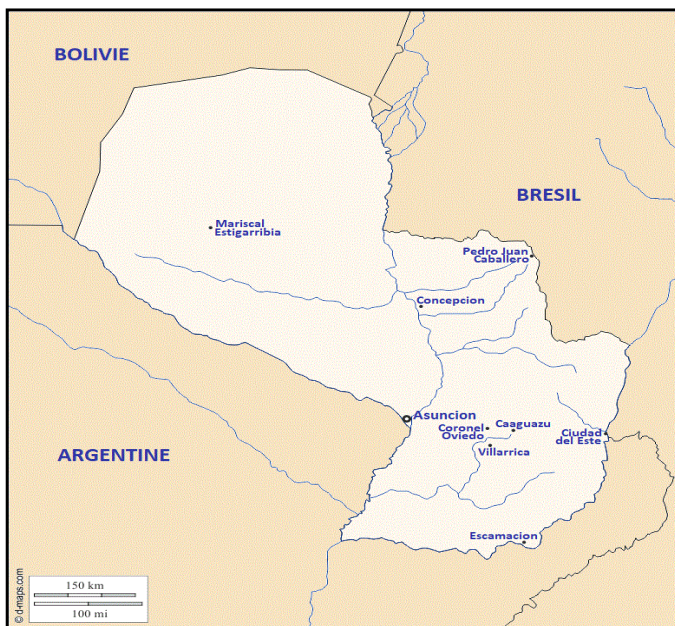 BOLIVIE
BRESIL
Mariscal
Estigarribia
Pedro Juan
Caballero
Concepcion
Asuncion
Coronel
Oviedo
Caaguazu
Villarrica
Ciudad
del Este
ARGENTINE
Escamacion
150 km
100 mi
© d-maps.com